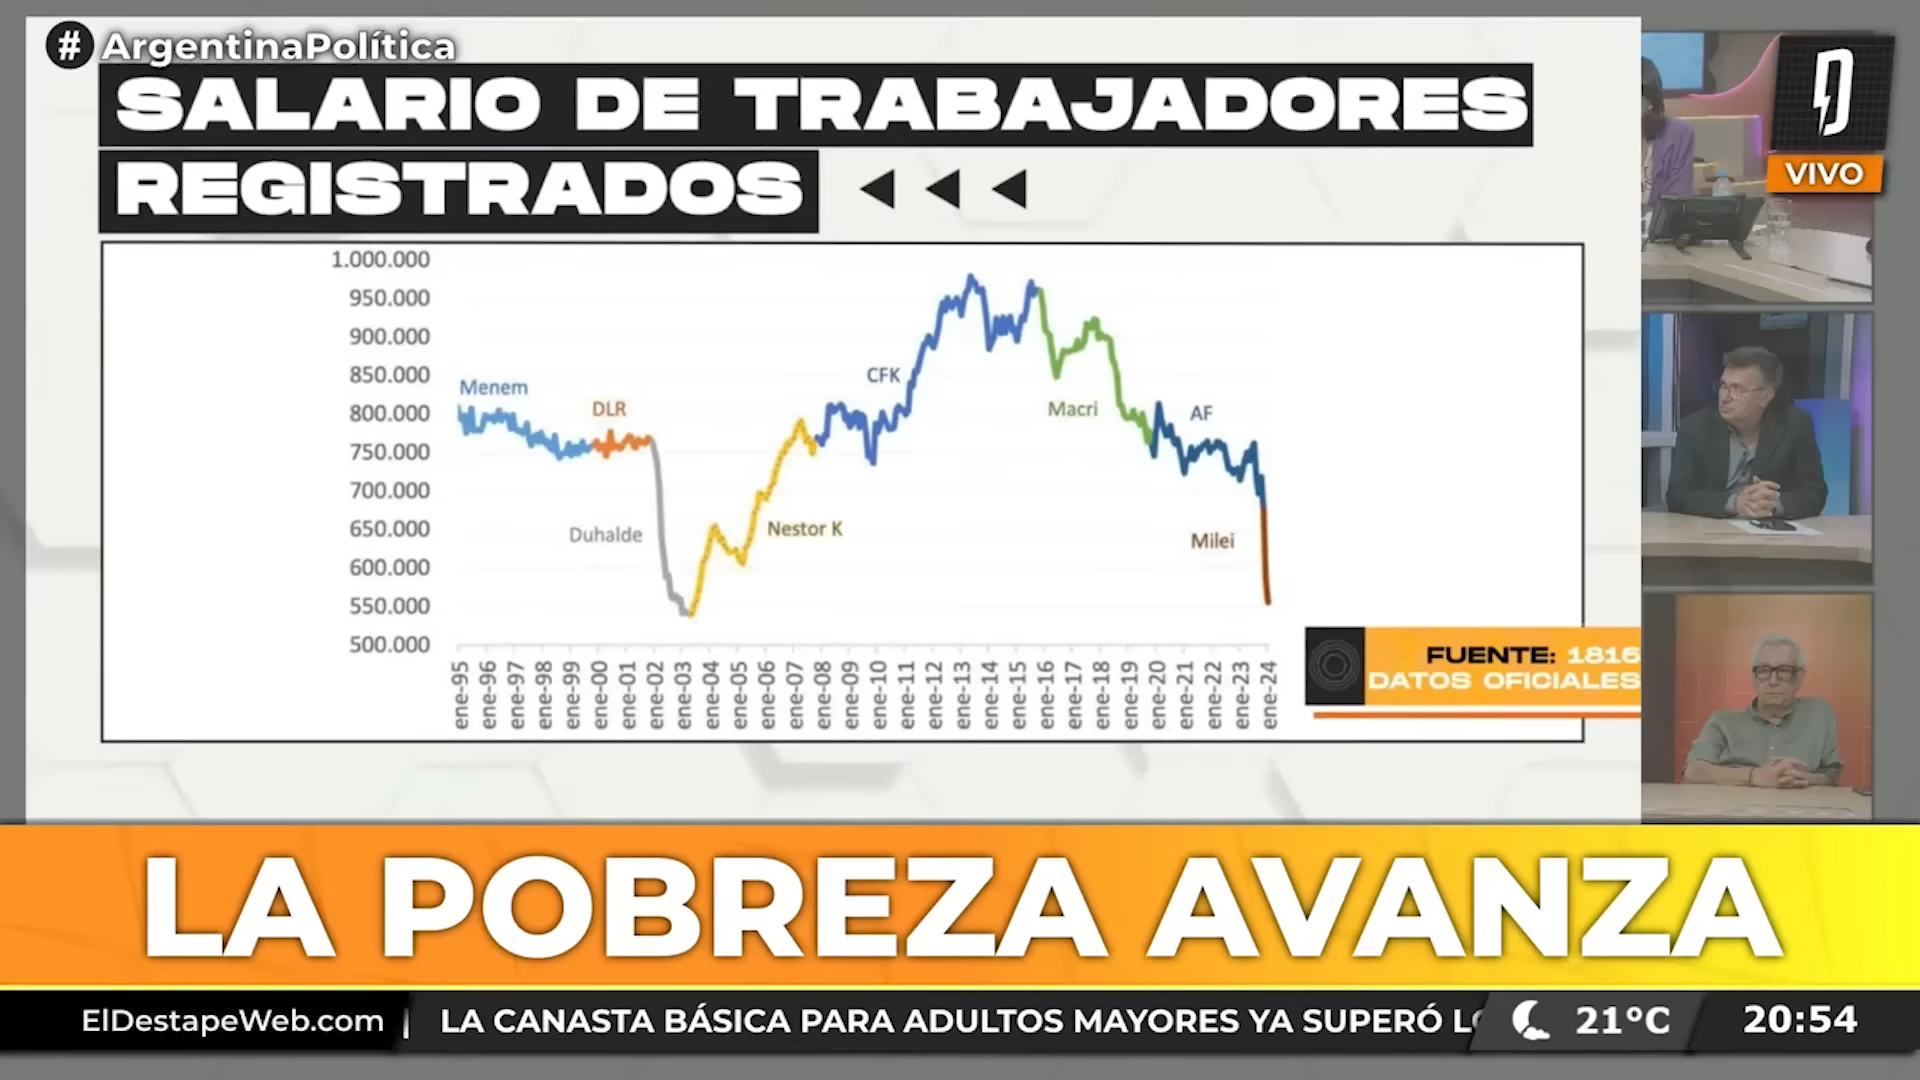 #ArgentinaPolítica
SALARIO DE TRABAJADORES
REGISTRADOS
VIVO
1.000.000
950.000
900.000
850.000
800.000
750.000
700.000
650.000
600.000
550.000
500.000
Menem
DLR
Duhalde
Nestor K
CFK
Macri
AF
Milei
ene-95
ene-96
ene-97
ene-98
ene-99
ene-00
ene-01
ene-02
ene-03
ene-04
ene-05
ene-06
ene-07
ene-08
ene-09
ene-10
ene-11
ene-12
ene-13
ene-14
ene-15
ene-16
ene-17
ene-18
ene-19
ene-20
ene-21
ene-22
ene-23
ene-24
FUENTE: 1816
DATOS OFICIALES
LA POBREZA AVANZA
ElDestapeWeb.com | LA CANASTA BÁSICA PARA ADULTOS MAYORES YA SUPERÓ 21°C 20:54